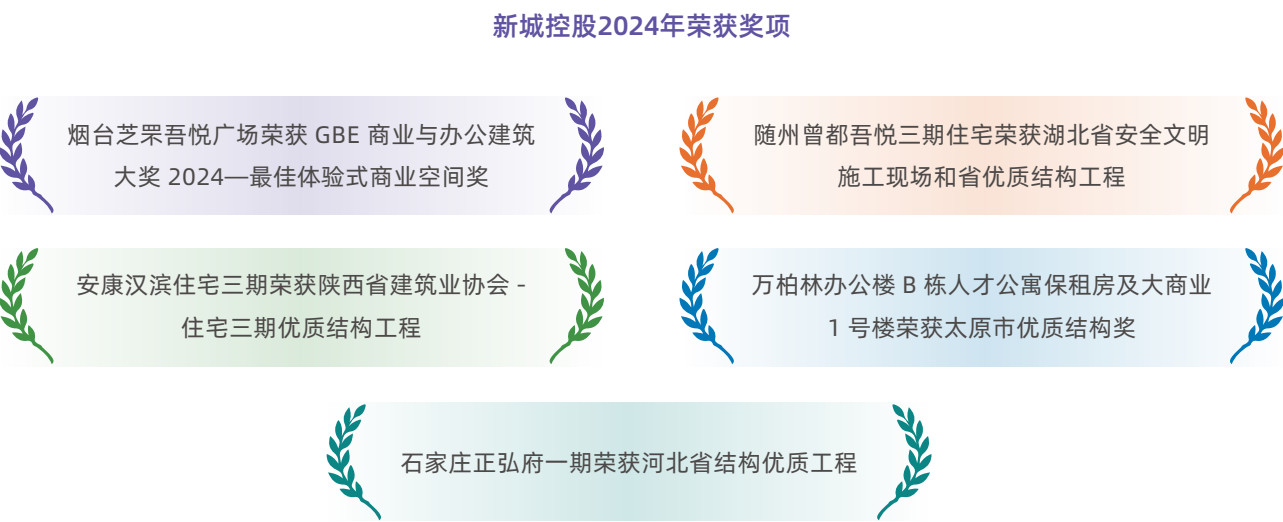 新城控股2024年荣获奖项
烟台芝罘吾悦广场荣获 GBE 商业与办公建筑
大奖 2024—最佳体验式商业空间奖
随州曾都吾悦三期住宅荣获湖北省安全文明
施工现场和省优质结构工程
安康汉滨住宅三期荣获陕西省建筑业协会 -
住宅三期优质结构工程
万柏林办公楼 B 栋人才公寓保租房及大商业
1 号楼荣获太原市优质结构奖
石家庄正弘府一期荣获河北省结构优质工程